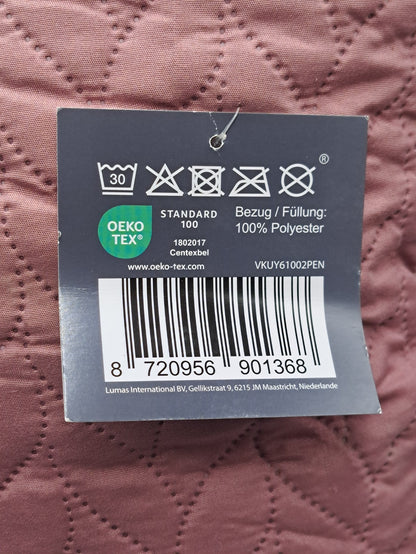 30
®
OEKO
TEX®
STANDARD
100
1802017
Centexbel
www.oeko-tex.com
Bezug / Füllung:
100% Polyester
VKUY61002PEN
8 720956 901368
Lumas International BV, Gellikstraat 9, 6215 JM Maastricht, Niederlande